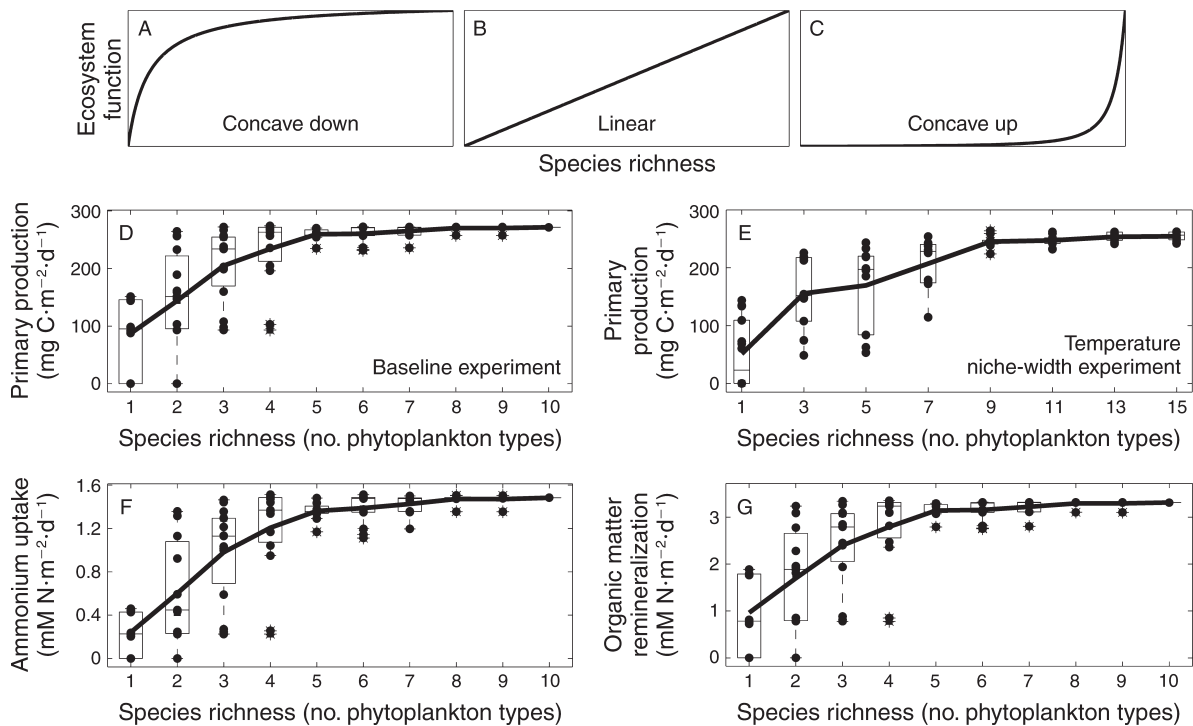 A
B
C
Ecosystem
function
Concave down
Linear
Concave up
Species richness
D
Primary production
(mg C·m⁻²·d⁻¹)
300
200
100
0
Baseline experiment
1 2 3 4 5 6 7 8 9 10
Species richness (no. phytoplankton types)
E
Primary
production
(mg C·m⁻²·d⁻¹)
300
200
100
0
Temperature
niche-width experiment
1 3 5 7 9 11 13 15
Species richness (no. phytoplankton types)
F
Ammonium uptake
(mM N·m⁻²·d⁻¹)
1.6
1.2
0.8
0.4
0
1 2 3 4 5 6 7 8 9 10
Species richness (no. phytoplankton types)
G
Organic matter
remineralization
(mM N·m⁻²·d⁻¹)
3
2
1
0
1 2 3 4 5 6 7 8 9 10
Species richness (no. phytoplankton types)